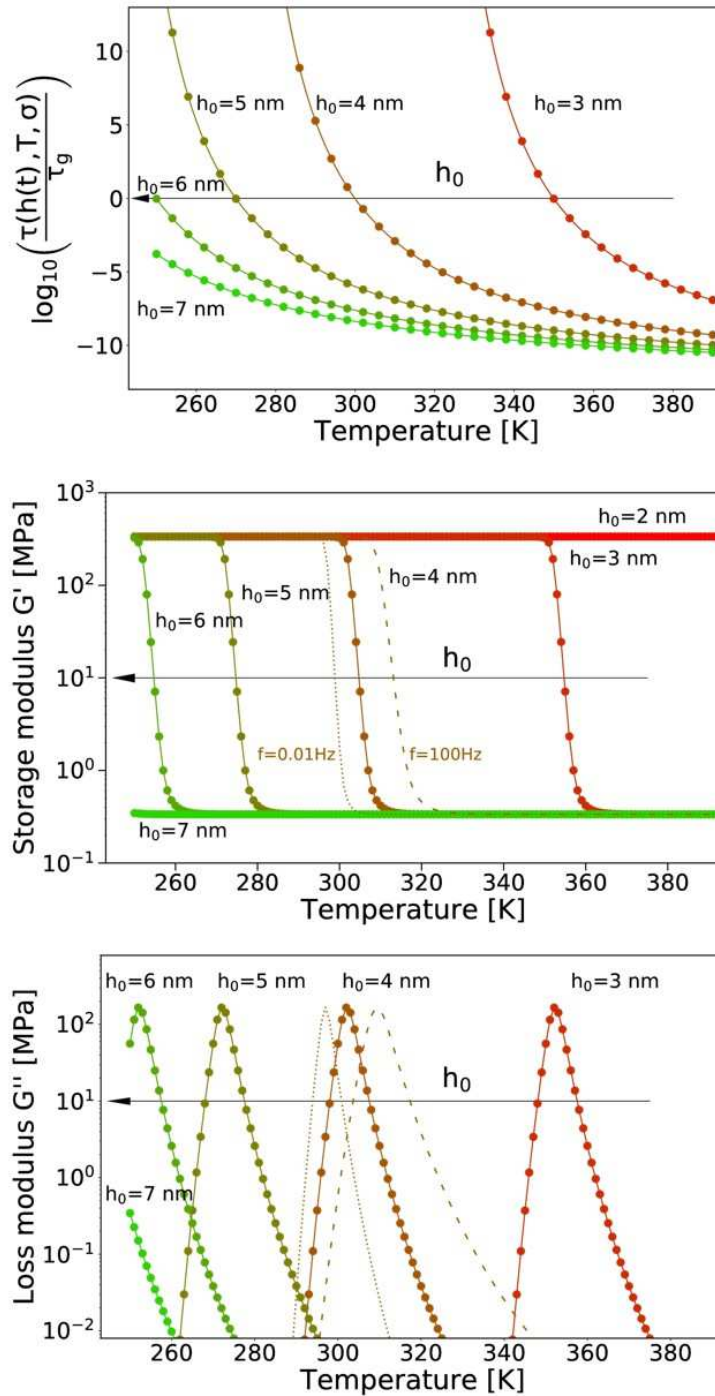 log₁₀(τ(h(t),T,σ)/τg)
10
5
0
−5
−10
h₀=5 nm
h₀=4 nm
h₀=3 nm
h₀=6 nm
h₀
h₀=7 nm
260 280 300 320 340 360 380
Temperature [K]
Storage modulus G' [MPa]
10³
10²
10¹
10⁰
10⁻¹
h₀=2 nm
h₀=3 nm
h₀=4 nm
h₀=5 nm
h₀=6 nm
h₀
f=0.01Hz
f=100Hz
h₀=7 nm
260 280 300 320 340 360 380
Temperature [K]
Loss modulus G'' [MPa]
10²
10¹
10⁰
10⁻¹
10⁻²
h₀=6 nm
h₀=5 nm
h₀=4 nm
h₀=3 nm
h₀
h₀=7 nm
260 280 300 320 340 360 380
Temperature [K]